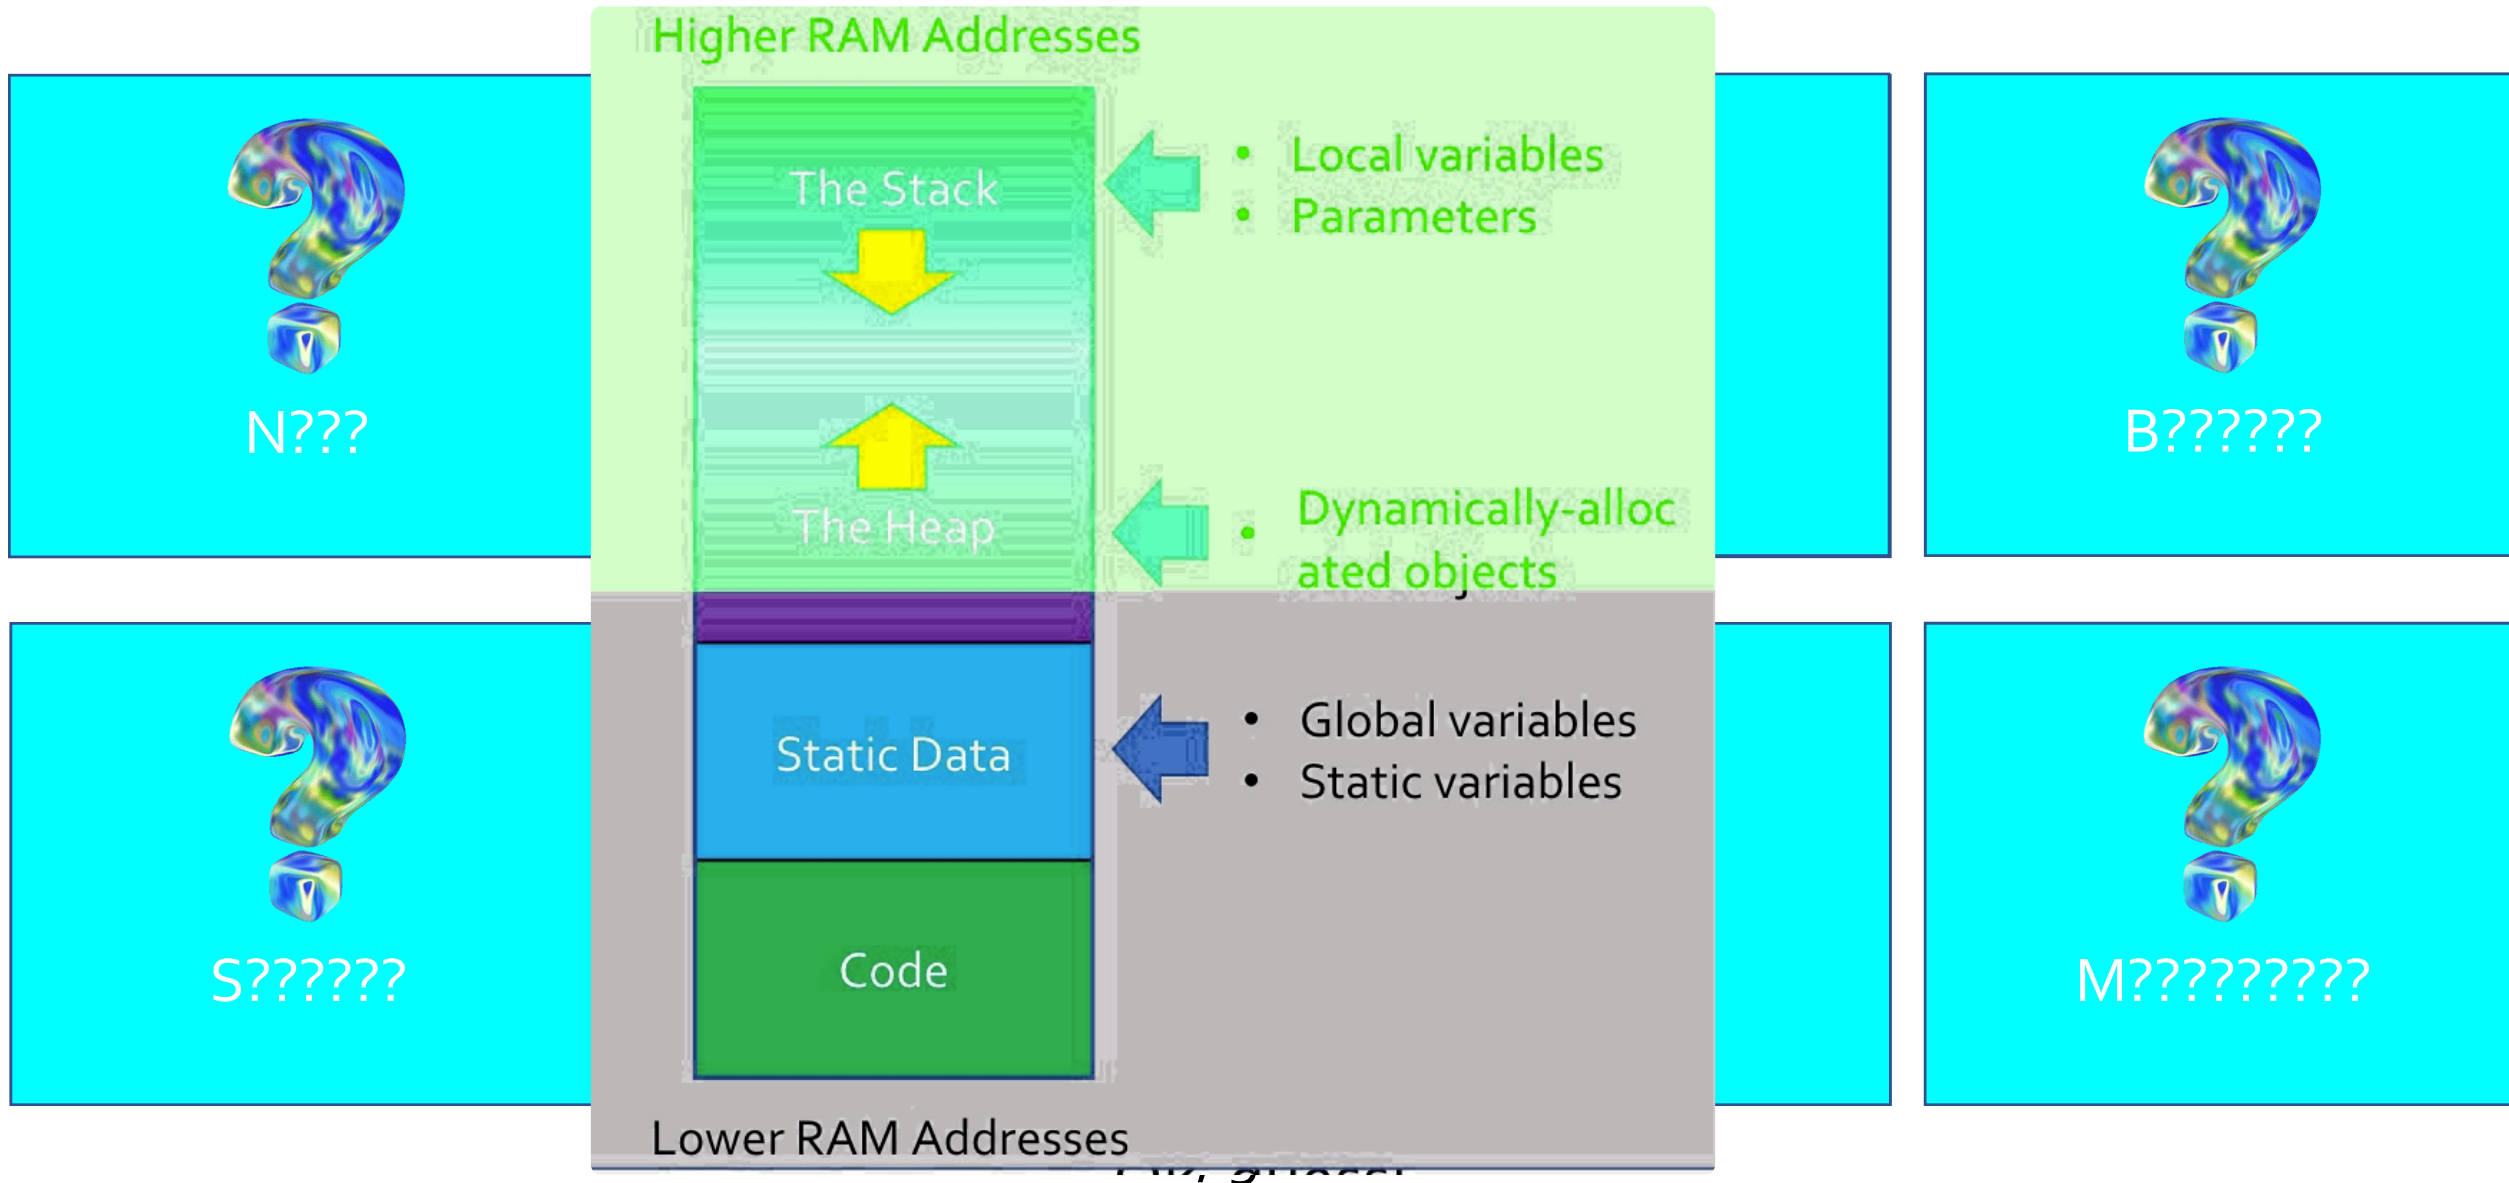 Higher RAM Addresses
The Stack
• Local variables
• Parameters
N???
B??????
The Heap
• Dynamically-alloc
ated objects
Static Data
• Global variables
• Static variables
S??????
M?????????
Code
Lower RAM Addresses